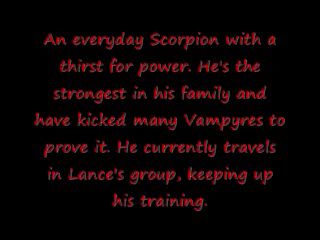 An everyday Scorpion with a
thirst for power. He's the
strongest in his family and
have kicked many Vampyres to
prove it. He currently travels
in Lance's group, keeping up
his training.